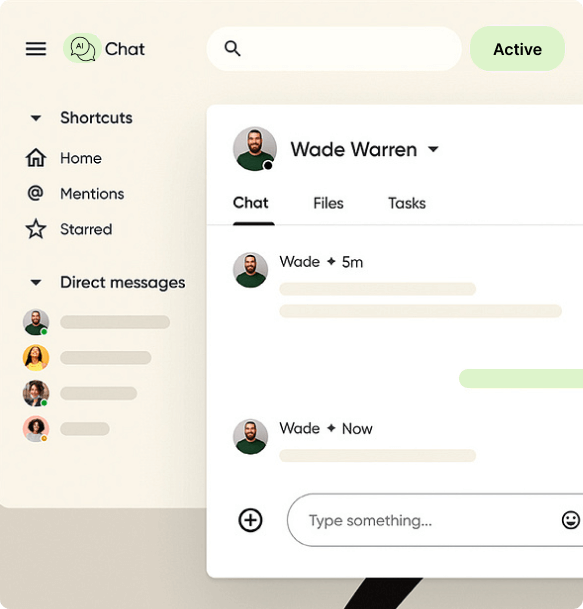 AI
Chat
Active
Shortcuts
Home
Mentions
Starred
Direct messages
Wade Warren
Chat Files Tasks
Wade ✦ 5m
Wade ✦ Now
Type something...